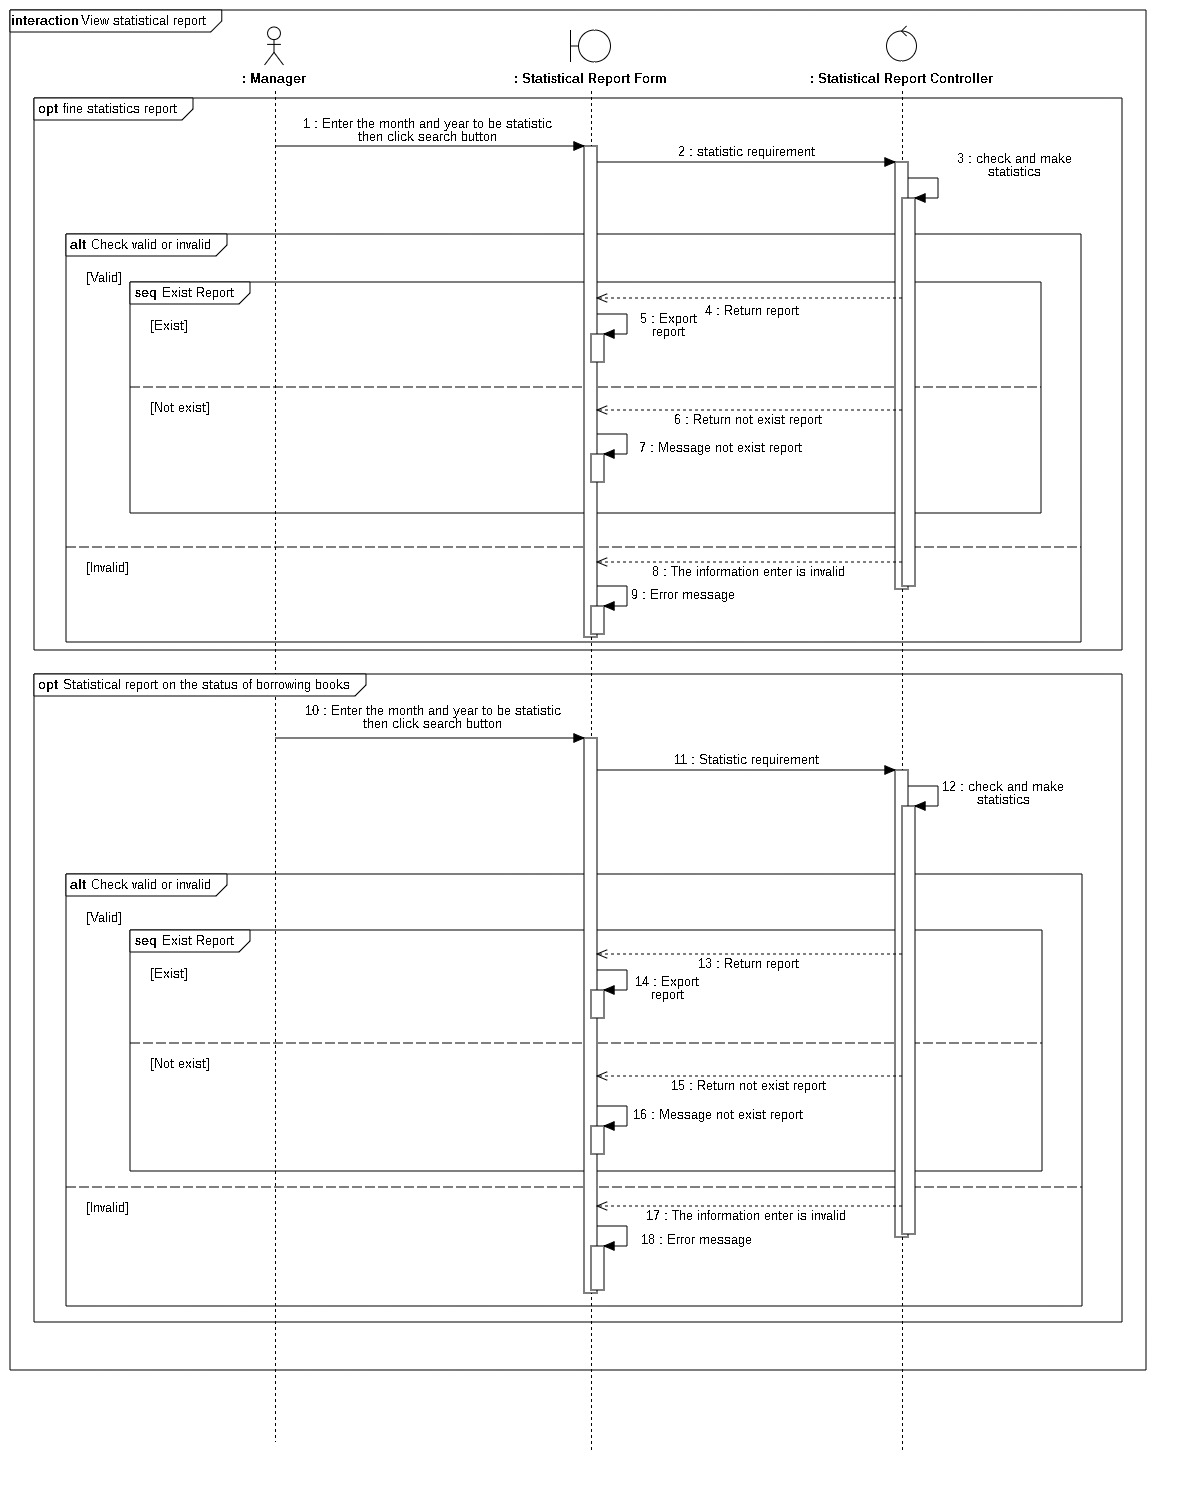 interaction View statistical report
: Manager
: Statistical Report Form
: Statistical Report Controller
opt fine statistics report
1 : Enter the month and year to be statistic
then click search button
2 : statistic requirement
3 : check and make
statistics
alt Check valid or invalid
[Valid]
seq Exist Report
4 : Return report
5 : Export
report
[Exist]
[Not exist]
6 : Return not exist report
7 : Message not exist report
[Invalid]
8 : The information enter is invalid
9 : Error message
opt Statistical report on the status of borrowing books
10 : Enter the month and year to be statistic
then click search button
11 : Statistic requirement
12 : check and make
statistics
alt Check valid or invalid
[Valid]
seq Exist Report
13 : Return report
[Exist]
14 : Export
report
[Not exist]
15 : Return not exist report
16 : Message not exist report
[Invalid]
17 : The information enter is invalid
18 : Error message